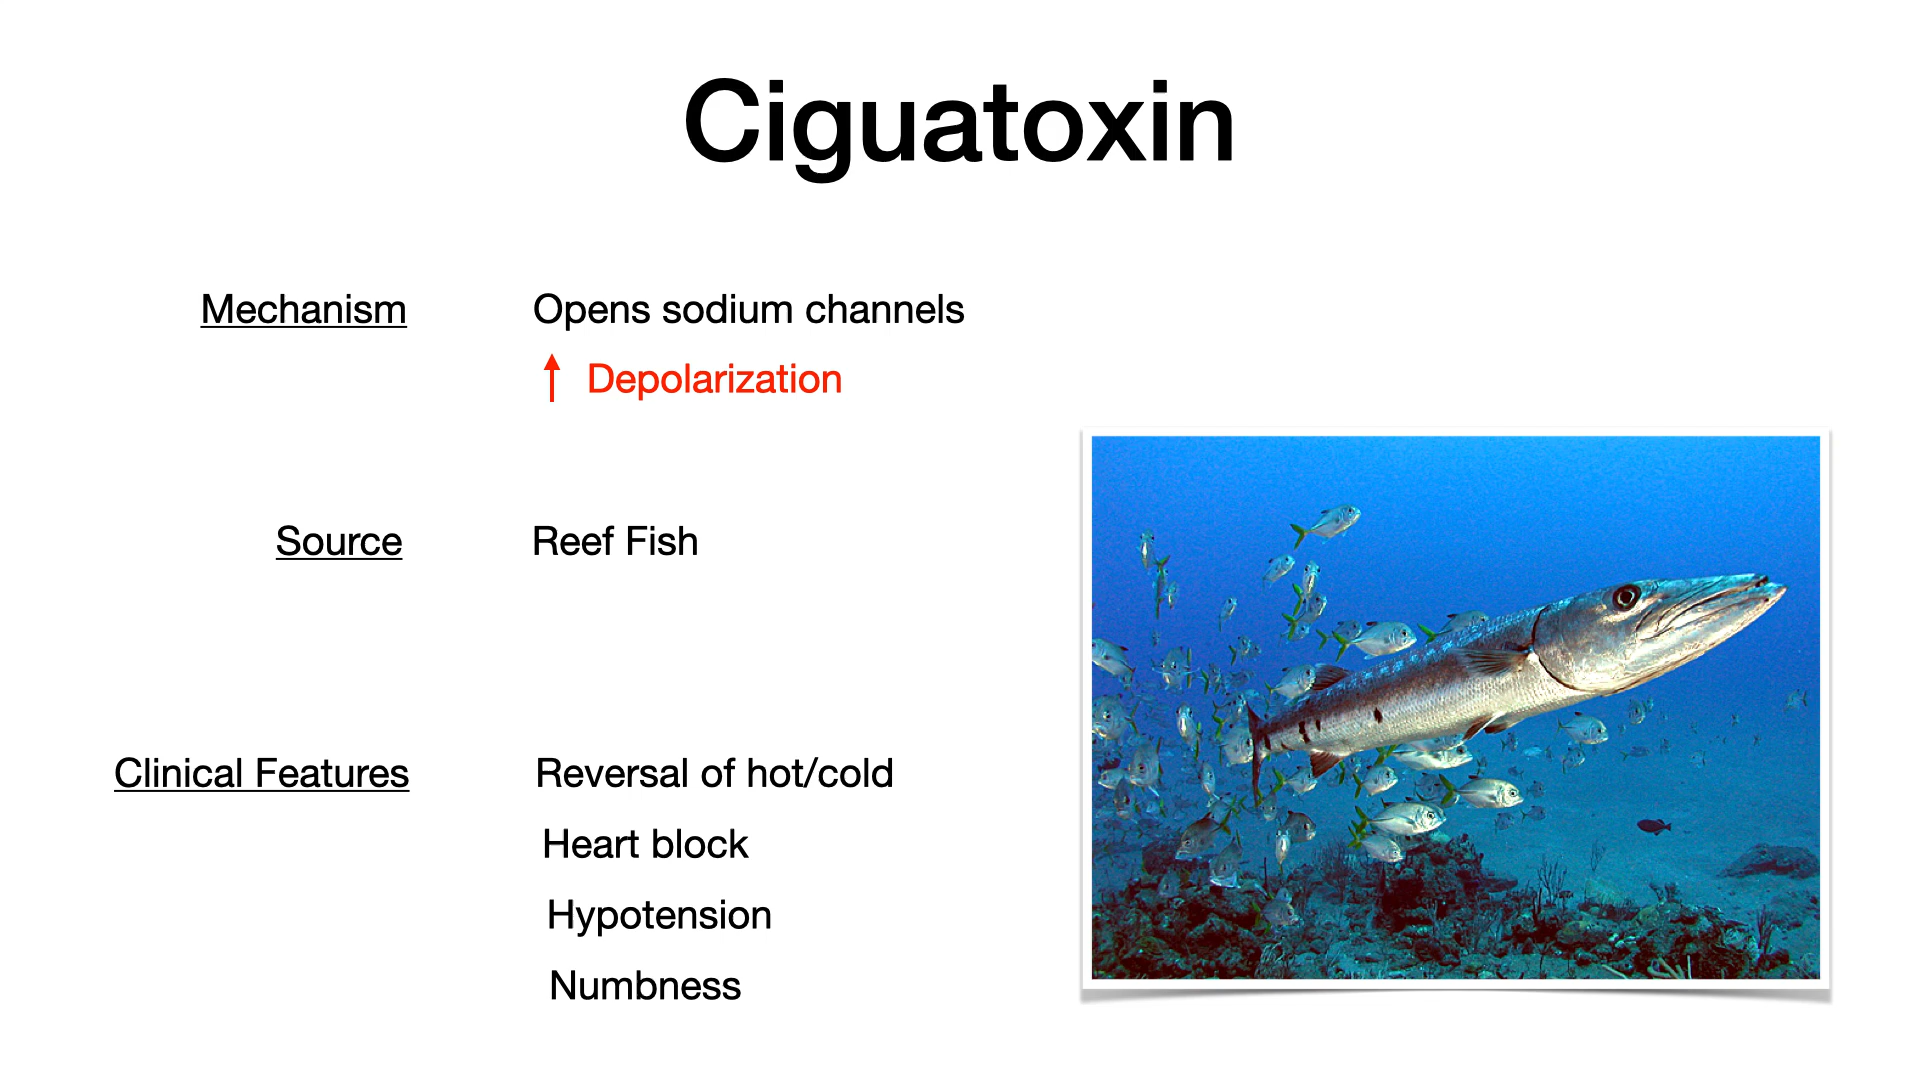 Ciguatoxin
Mechanism Opens sodium channels
↑ Depolarization
Source Reef Fish
Clinical Features Reversal of hot/cold
Heart block
Hypotension
Numbness